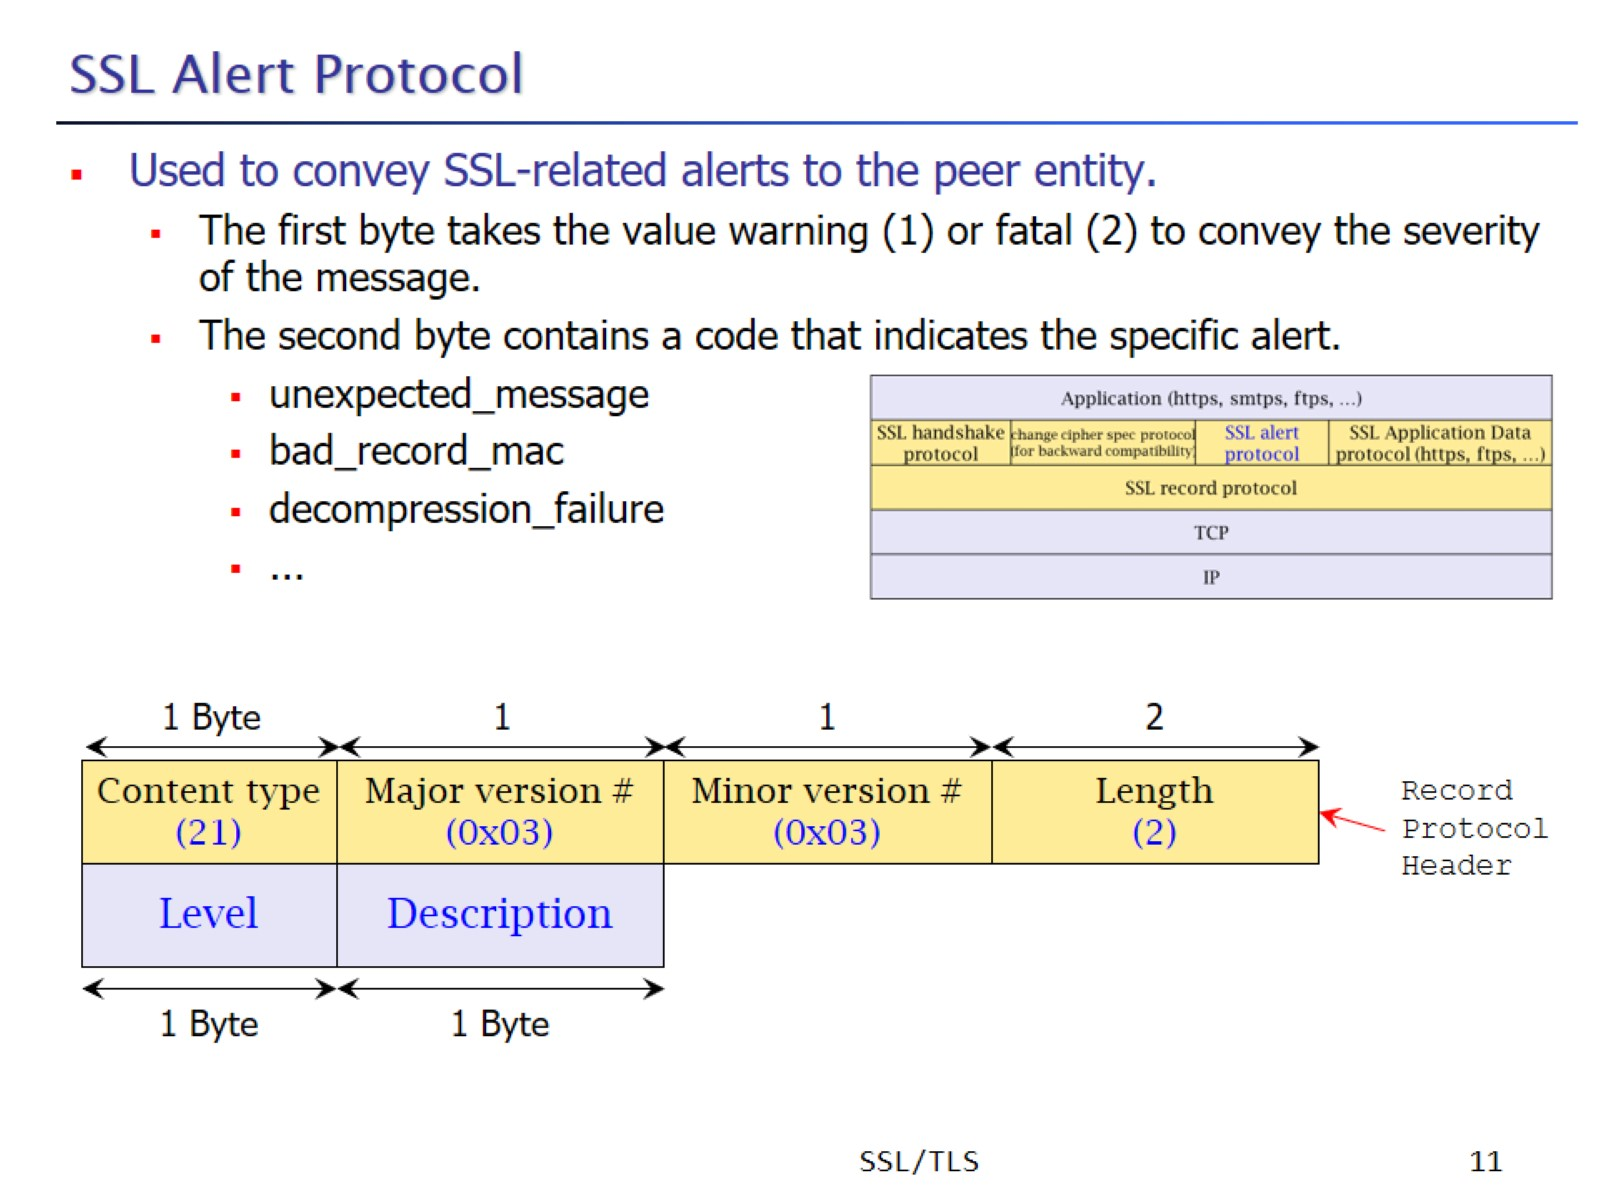 SSL Alert Protocol
Used to convey SSL-related alerts to the peer entity.
The first byte takes the value warning (1) or fatal (2) to convey the severity
of the message.
The second byte contains a code that indicates the specific alert.
unexpected_message
bad_record_mac
decompression_failure
...
Application (https, smtps, ftps, ...)
SSL handshake
protocol
change cipher spec protocol
(for backward compatibility)
SSL alert
protocol
SSL Application Data
protocol (https, ftps, ...)
SSL record protocol
TCP
IP
1 Byte
1
1
2
Content type
(21)
Major version #
(0x03)
Minor version #
(0x03)
Length
(2)
Record
Protocol
Header
Level
Description
1 Byte
1 Byte
SSL/TLS
11